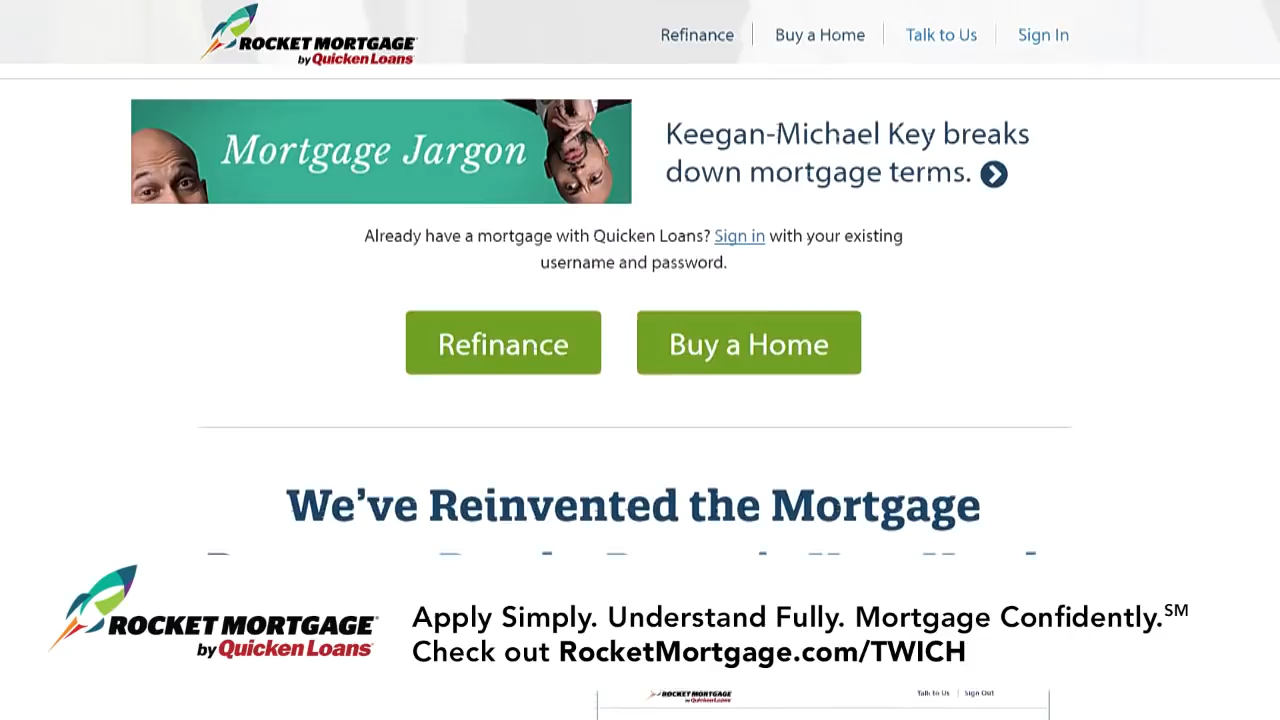 ROCKET MORTGAGE
by Quicken Loans
Refinance
Buy a Home
Talk to Us
Sign In
Mortgage Jargon
Keegan-Michael Key breaks
down mortgage terms.
Already have a mortgage with Quicken Loans? Sign in with your existing
username and password.
Refinance
Buy a Home
We've Reinvented the Mortgage
ROCKET MORTGAGE
by Quicken Loans
Apply Simply. Understand Fully. Mortgage Confidently.℠
Check out RocketMortgage.com/TWICH
ROCKET MORTGAGE
by Quicken Loans
Talk to Us
Sign Out